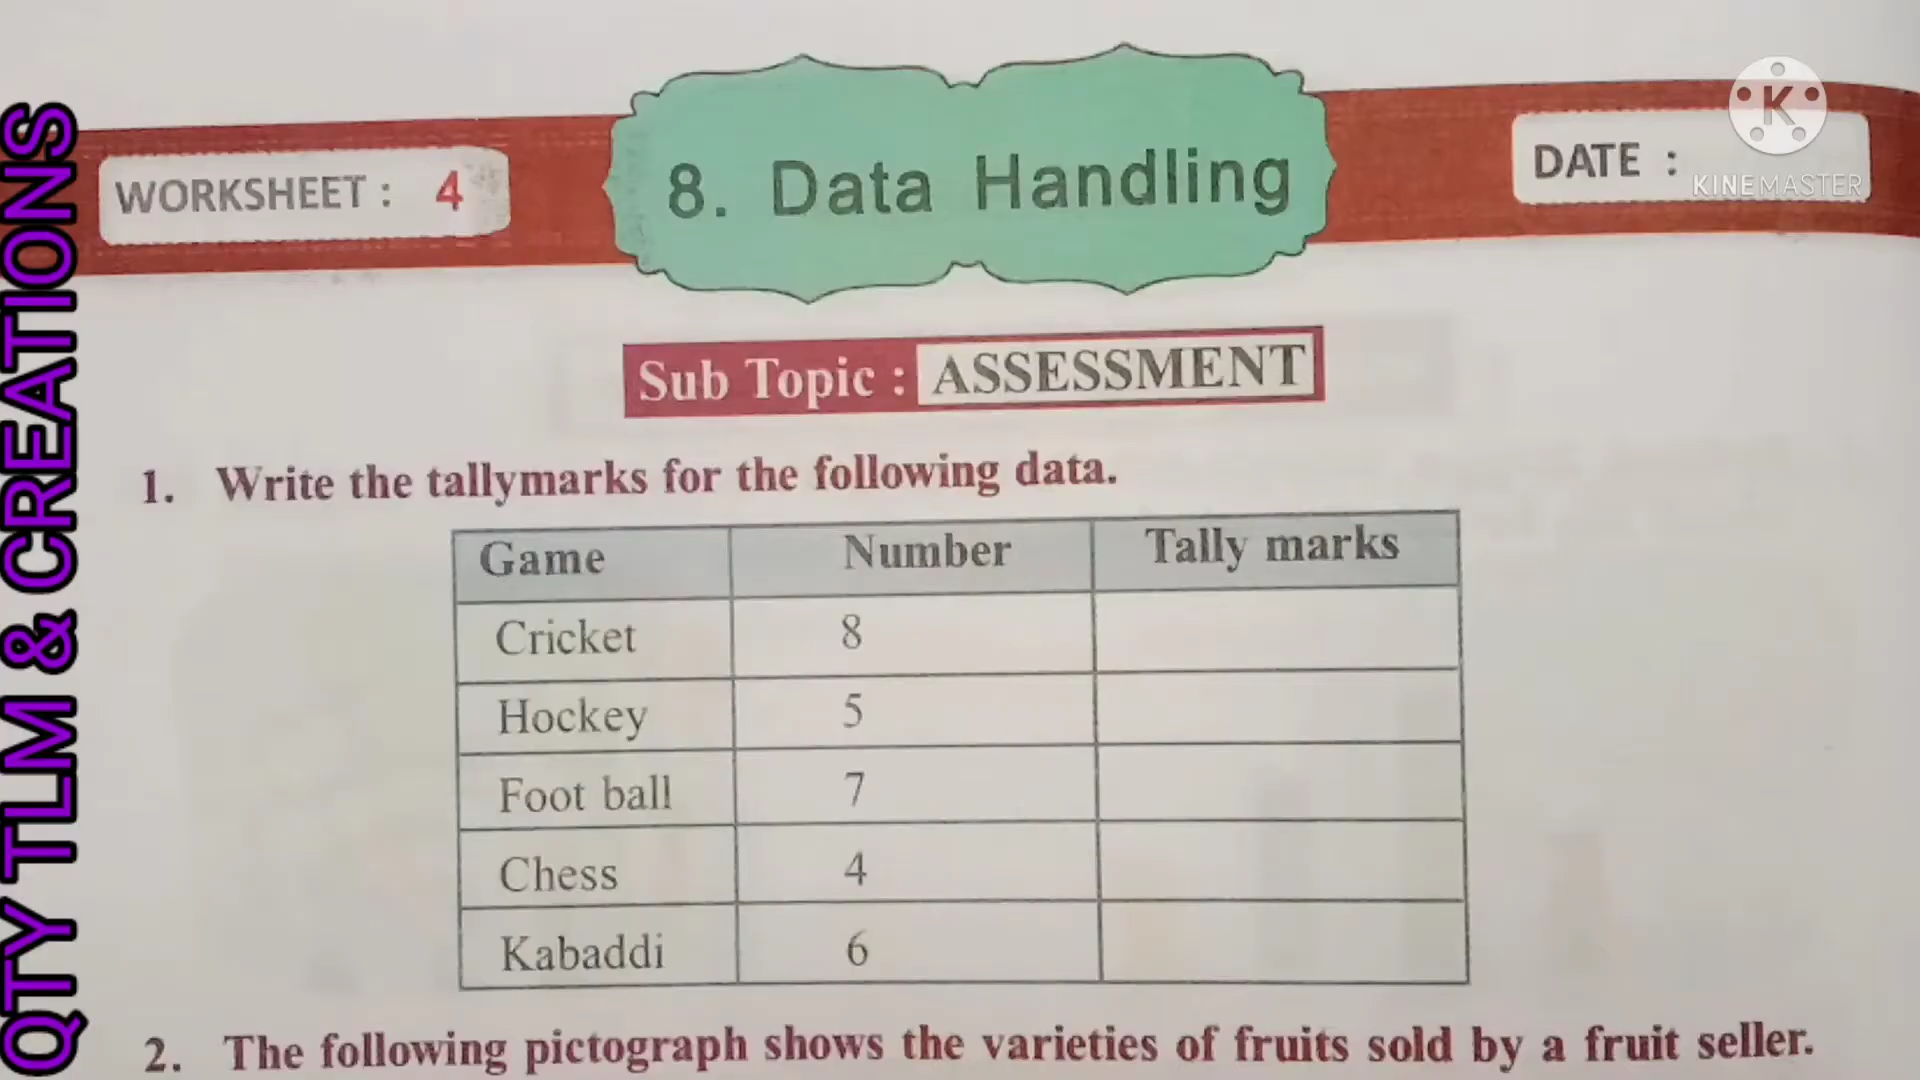 WORKSHEET : 4
8. Data Handling
DATE :
K
KINEMASTER
QTY TLM & CREATIONS
Sub Topic : ASSESSMENT
1. Write the tallymarks for the following data.
Game Number Tally marks
Cricket 8
Hockey 5
Foot ball 7
Chess 4
Kabaddi 6
2. The following pictograph shows the varieties of fruits sold by a fruit seller.